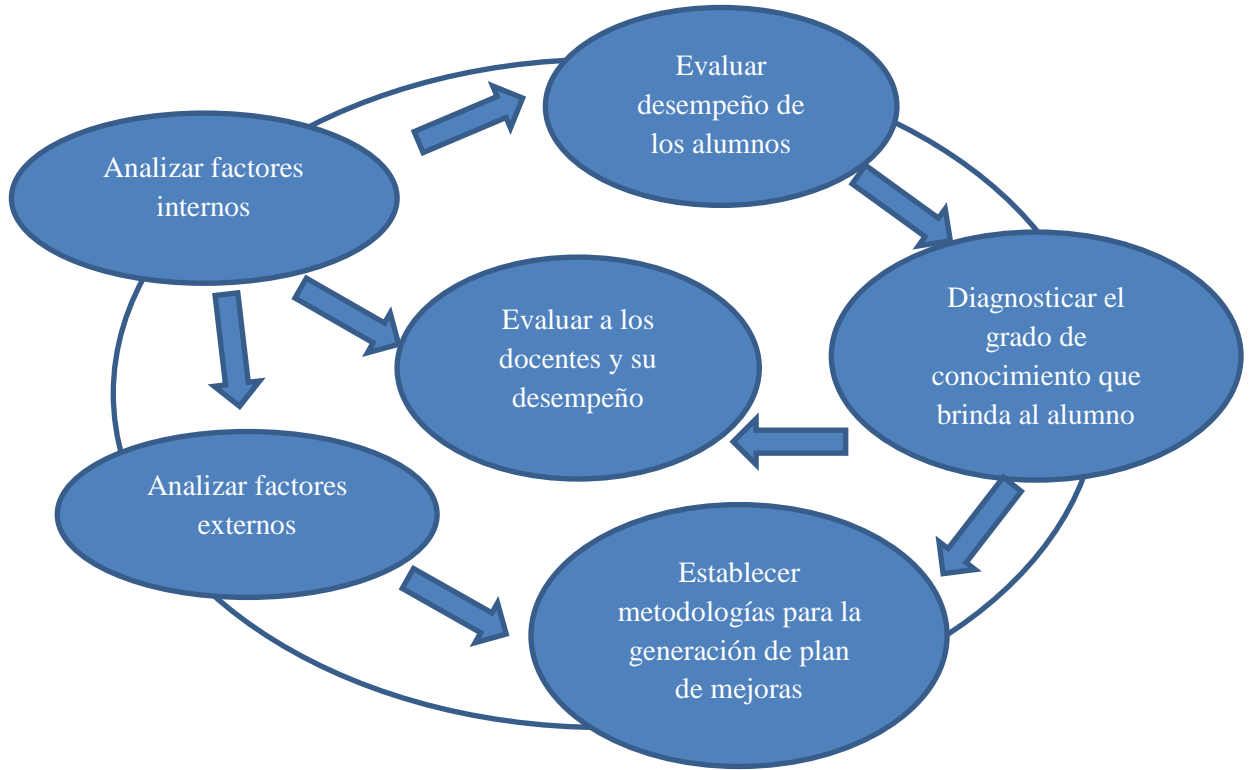 Evaluar
desempeño de
los alumnos
Analizar factores
internos
Evaluar a los
docentes y su
desempeño
Diagnosticar el
grado de
conocimiento que
brinda al alumno
Analizar factores
externos
Establecer
metodologías para la
generación de plan
de mejoras